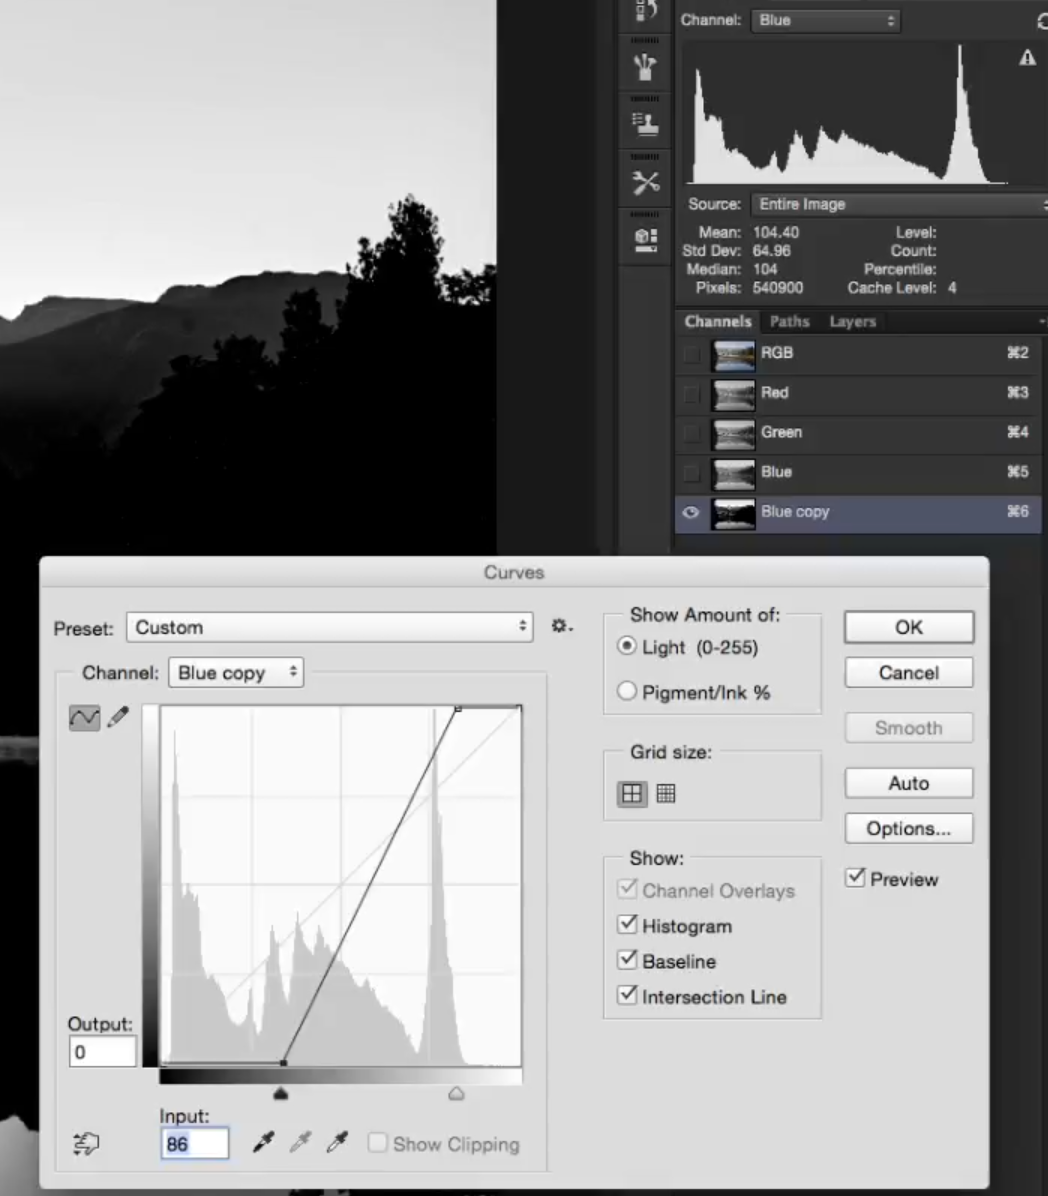 Channel: Blue
Source: Entire Image
Mean: 104.40 Level:
Std Dev: 64.96 Count:
Median: 104 Percentile:
Pixels: 540900 Cache Level: 4
Channels Paths Layers
RGB ⌘2
Red ⌘3
Green ⌘4
Blue ⌘5
Blue copy ⌘6
Curves
Preset: Custom
Channel: Blue copy
Output:
0
Input:
86
Show Clipping
Show Amount of:
Light (0-255)
Pigment/Ink %
Grid size:
Show:
Channel Overlays
Histogram
Baseline
Intersection Line
OK
Cancel
Smooth
Auto
Options...
Preview